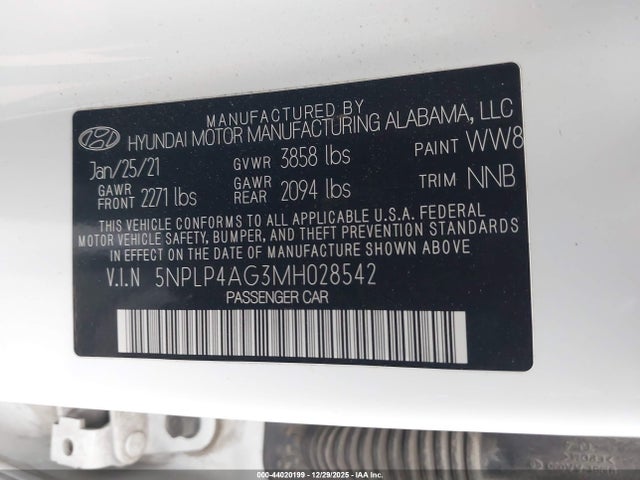 MANUFACTURED BY
HYUNDAI MOTOR MANUFACTURING ALABAMA, LLC
Jan/25/21 GVWR 3858 lbs PAINT WW8
GAWR FRONT 2271 lbs GAWR REAR 2094 lbs TRIM NNB
THIS VEHICLE CONFORMS TO ALL APPLICABLE U.S.A. FEDERAL
MOTOR VEHICLE SAFETY, BUMPER, AND THEFT PREVENTION
STANDARDS IN EFFECT ON THE DATE OF MANUFACTURE SHOWN ABOVE.
V.I.N 5NPLP4AG3MH028542
PASSENGER CAR
000-44020199 - 12/29/2025 - IAA Inc.